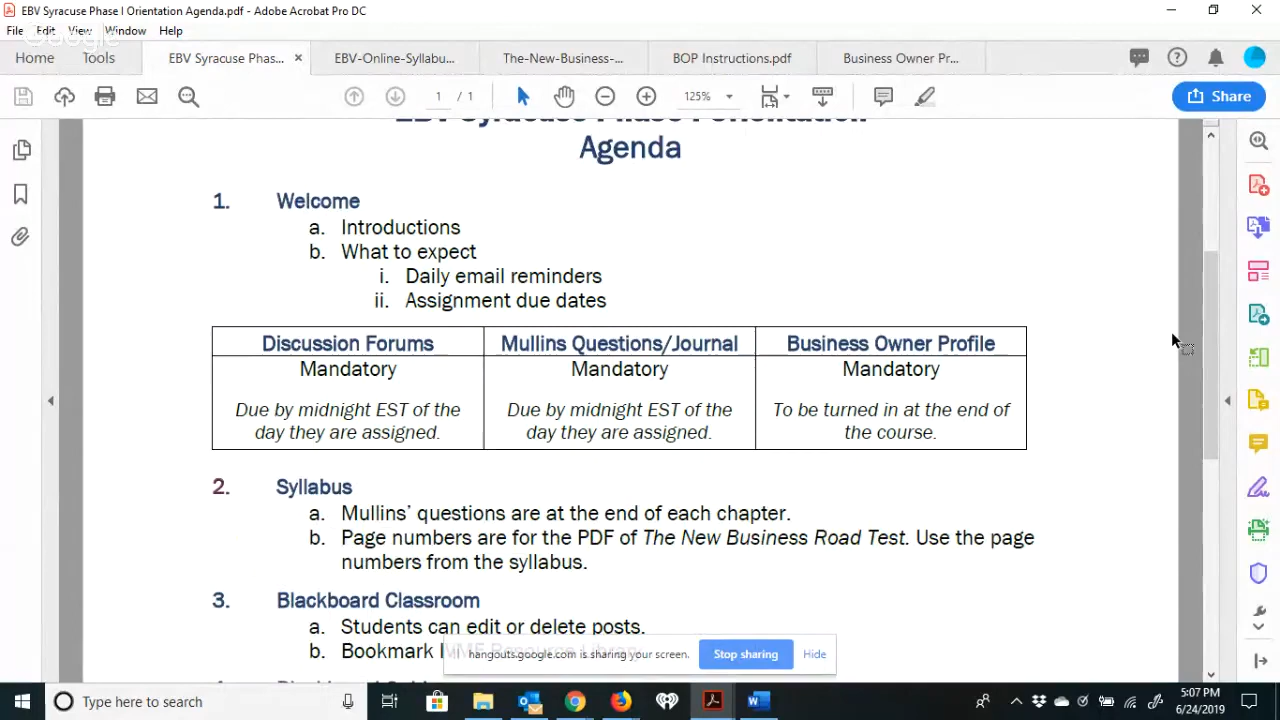 EBV Syracuse Phase I Orientation Agenda.pdf - Adobe Acrobat Pro DC
File Edit View Window Help
Google
Home Tools EBV Syracuse Phas... × EBV-Online-Syllabu... The-New-Business-... BOP Instructions.pdf Business Owner Pr...
1 / 1 125% Share
EBV Syracuse Phase I Orientation
Agenda
1. Welcome
a. Introductions
b. What to expect
i. Daily email reminders
ii. Assignment due dates
Discussion Forums Mullins Questions/Journal Business Owner Profile
Mandatory Mandatory Mandatory
Due by midnight EST of the Due by midnight EST of the To be turned in at the end of
day they are assigned. day they are assigned. the course.
2. Syllabus
a. Mullins' questions are at the end of each chapter.
b. Page numbers are for the PDF of The New Business Road Test. Use the page
numbers from the syllabus.
3. Blackboard Classroom
a. Students can edit or delete posts.
b. Bookmark
hangouts.google.com is sharing your screen. Stop sharing Hide
Type here to search
5:07 PM
6/24/2019